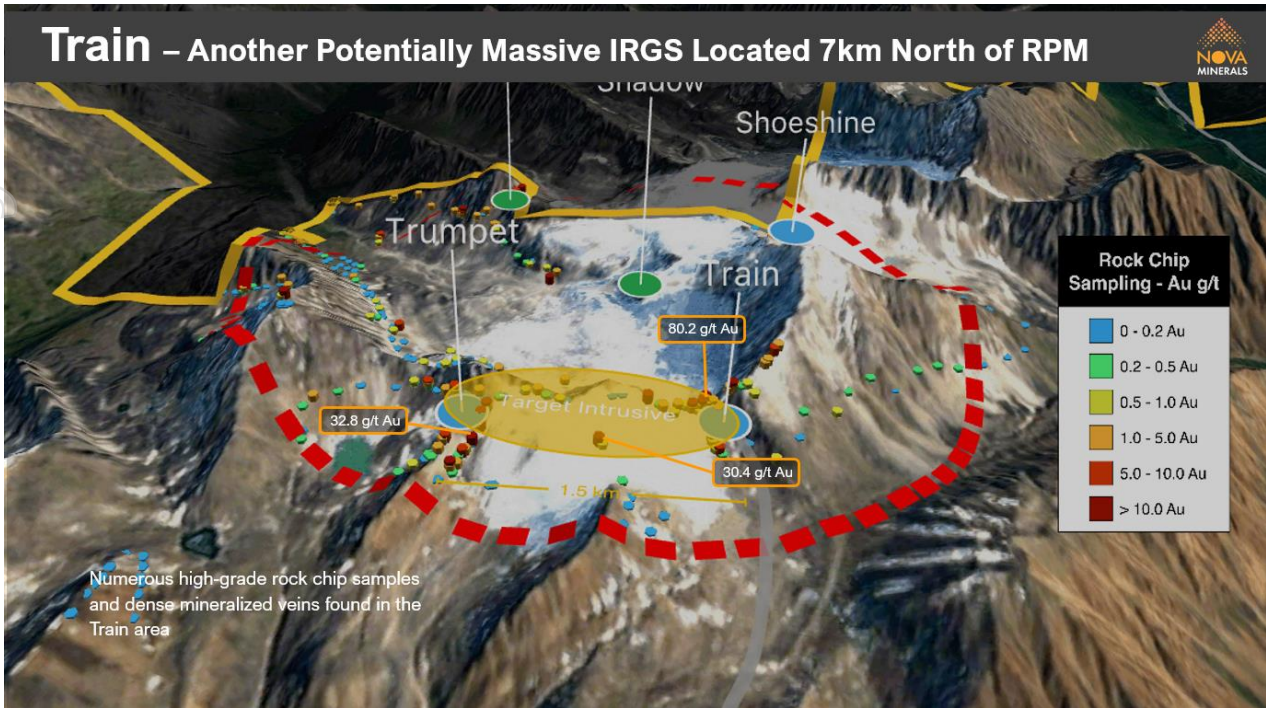 Train – Another Potentially Massive IRGS Located 7km North of RPM
NOVA
MINERALS
Shadow
Shoeshine
Trumpet
Train
80.2 g/t Au
Target Intrusive
32.8 g/t Au
30.4 g/t Au
1.5 km
Rock Chip
Sampling - Au g/t
0 - 0.2 Au
0.2 - 0.5 Au
0.5 - 1.0 Au
1.0 - 5.0 Au
5.0 - 10.0 Au
> 10.0 Au
Numerous high-grade rock chip samples
and dense mineralized veins found in the
Train area